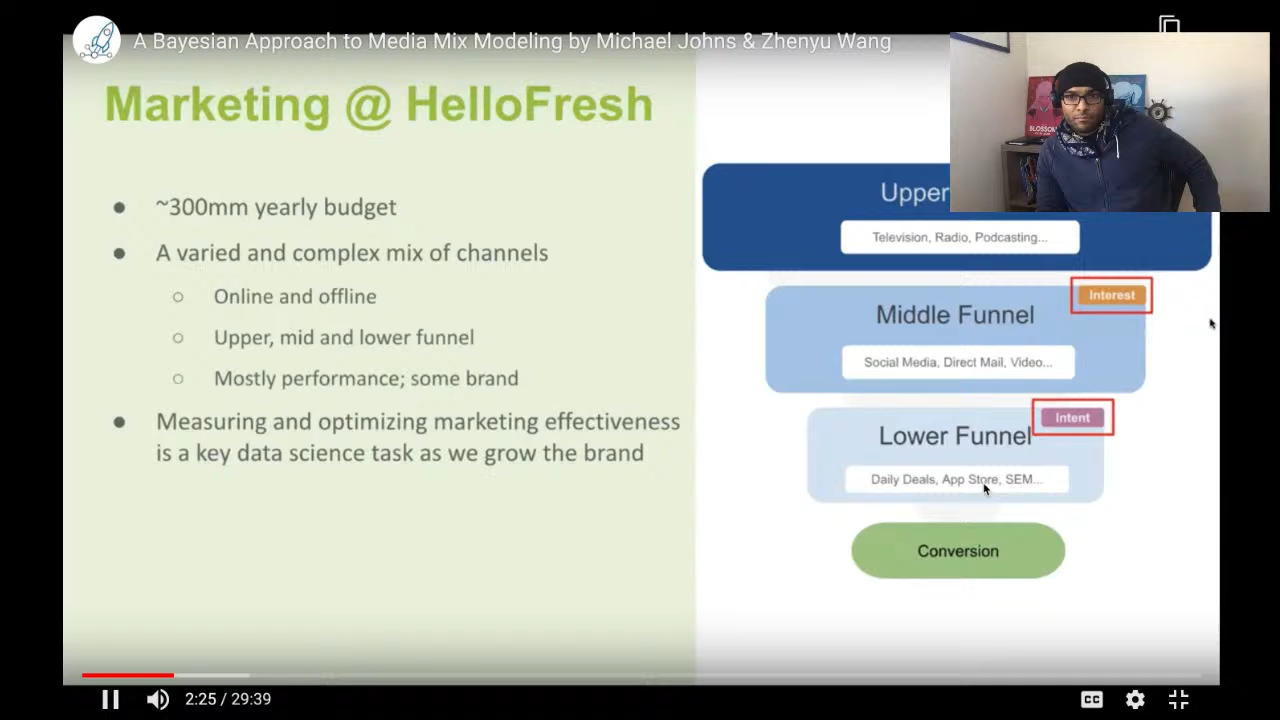 A Bayesian Approach to Media Mix Modeling by Michael Johns & Zhenyu Wang
Marketing @ HelloFresh
~300mm yearly budget
A varied and complex mix of channels
Online and offline
Upper, mid and lower funnel
Mostly performance; some brand
Measuring and optimizing marketing effectiveness
is a key data science task as we grow the brand
Upper
Television, Radio, Podcasting...
Interest
Middle Funnel
Social Media, Direct Mail, Video...
Intent
Lower Funnel
Daily Deals, App Store, SEM...
Conversion
BLOSSOM
2:25 / 29:39
CC